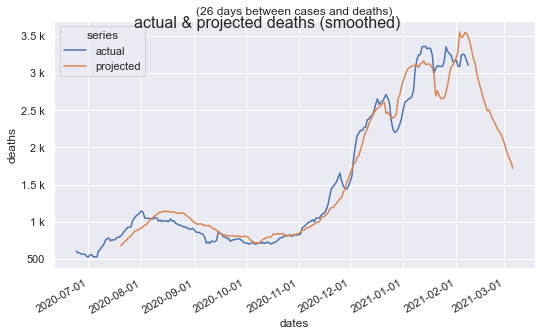 (26 days between cases and deaths)
actual & projected deaths (smoothed)
series
actual
projected
3.5 k
3 k
2.5 k
2 k
1.5 k
1 k
500
deaths
2020-07-01
2020-08-01
2020-09-01
2020-10-01
2020-11-01
2020-12-01
2021-01-01
2021-02-01
2021-03-01
dates